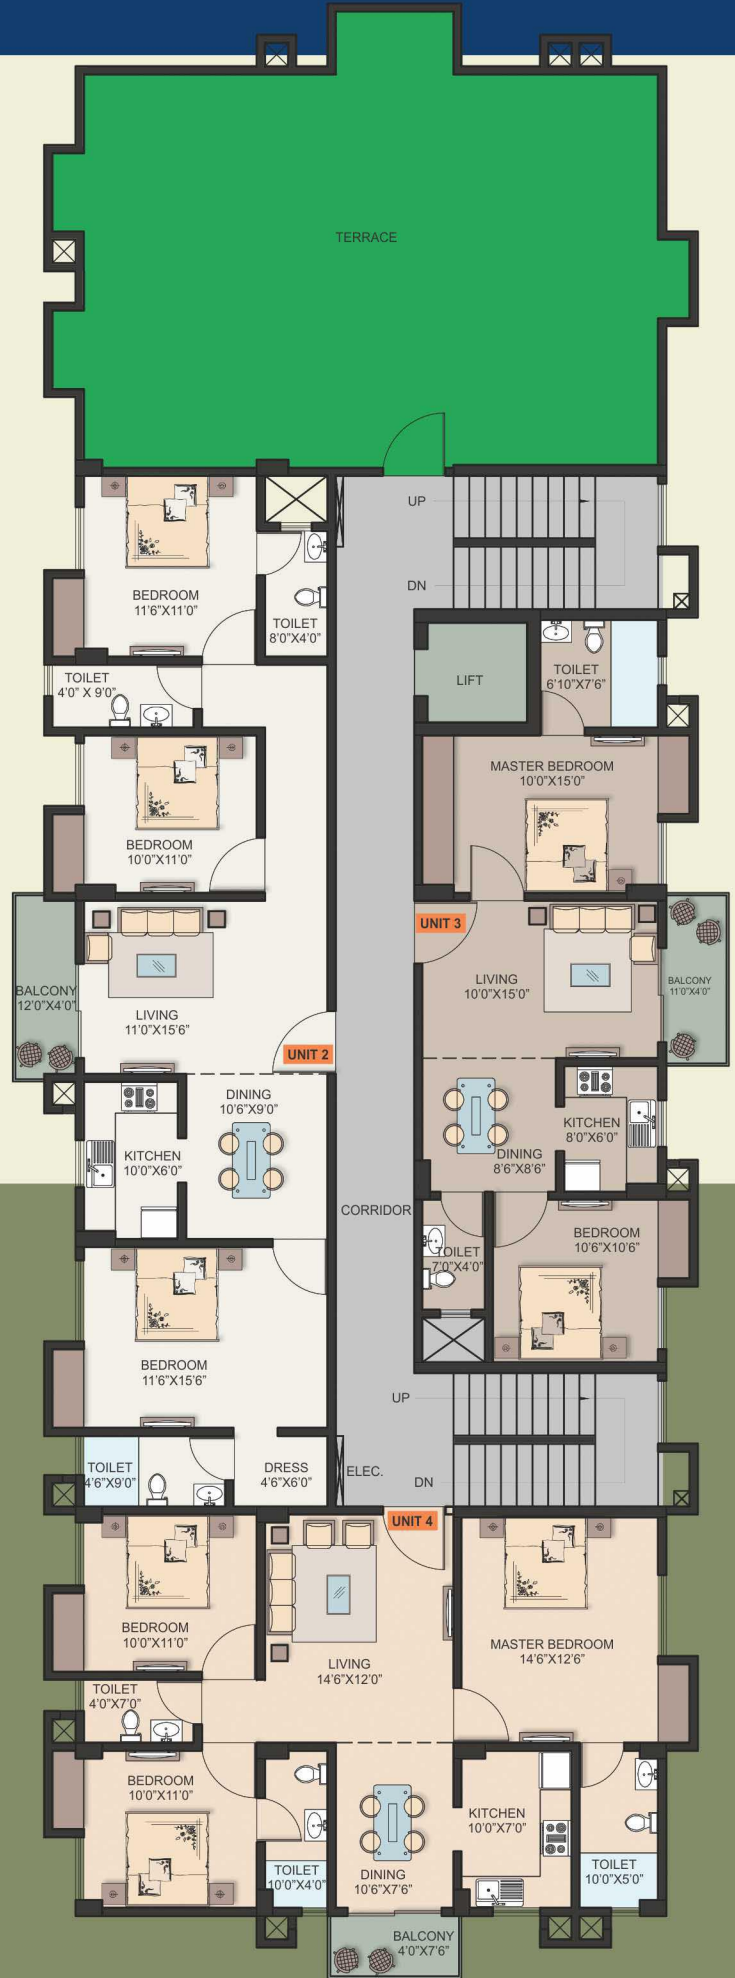 TERRACE
UP
DN
BEDROOM
11'6"X11'0"
TOILET
8'0"X4'0"
TOILET
4'0" X 9'0"
LIFT
TOILET
6'10"X7'6"
MASTER BEDROOM
10'0"X15'0"
BEDROOM
10'0"X11'0"
UNIT 3
LIVING
10'0"X15'0"
BALCONY
11'0"X4'0"
BALCONY
12'0"X4'0"
LIVING
11'0"X15'6"
UNIT 2
DINING
10'6"X9'0"
KITCHEN
10'0"X6'0"
KITCHEN
8'0"X6'0"
DINING
8'6"X8'6"
CORRIDOR
TOILET
7'0"X4'0"
BEDROOM
10'6"X10'6"
BEDROOM
11'6"X15'6"
UP
TOILET
4'6"X9'0"
DRESS
4'6"X6'0"
ELEC.
DN
UNIT 4
BEDROOM
10'0"X11'0"
LIVING
14'6"X12'0"
MASTER BEDROOM
14'6"X12'6"
TOILET
4'0"X7'0"
BEDROOM
10'0"X11'0"
KITCHEN
10'0"X7'0"
TOILET
10'0"X4'0"
DINING
10'6"X7'6"
TOILET
10'0"X5'0"
BALCONY
4'0"X7'6"